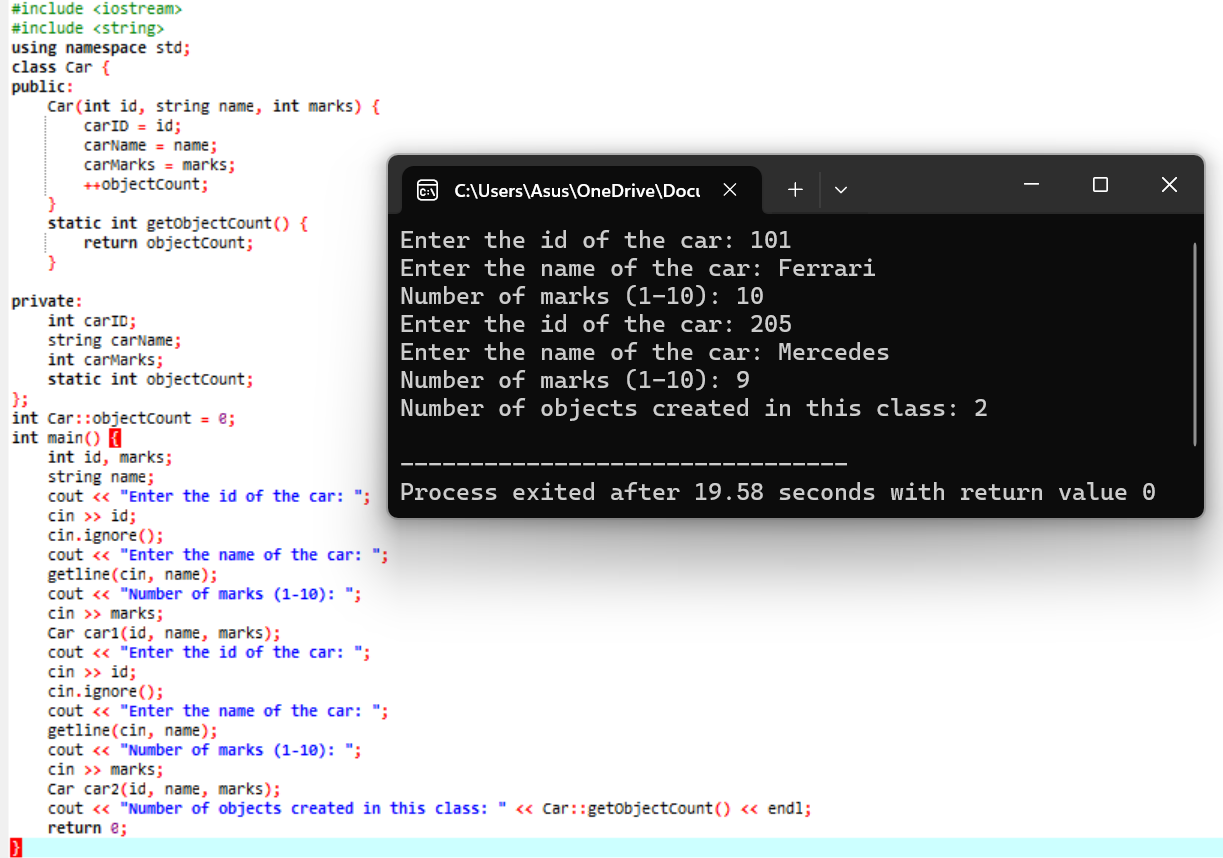 #include <iostream>
#include <string>
using namespace std;
class Car {
public:
    Car(int id, string name, int marks) {
        carID = id;
        carName = name;
        carMarks = marks;
        ++objectCount;
    }
    static int getObjectCount() {
        return objectCount;
    }

private:
    int carID;
    string carName;
    int carMarks;
    static int objectCount;
};
int Car::objectCount = 0;
int main() {
    int id, marks;
    string name;
    cout << "Enter the id of the car: ";
    cin >> id;
    cin.ignore();
    cout << "Enter the name of the car: ";
    getline(cin, name);
    cout << "Number of marks (1-10): ";
    cin >> marks;
    Car car1(id, name, marks);
    cout << "Enter the id of the car: ";
    cin >> id;
    cin.ignore();
    cout << "Enter the name of the car: ";
    getline(cin, name);
    cout << "Number of marks (1-10): ";
    cin >> marks;
    Car car2(id, name, marks);
    cout << "Number of objects created in this class: " << Car::getObjectCount() << endl;
    return 0;
}
C:\Users\Asus\OneDrive\Docu
Enter the id of the car: 101
Enter the name of the car: Ferrari
Number of marks (1-10): 10
Enter the id of the car: 205
Enter the name of the car: Mercedes
Number of marks (1-10): 9
Number of objects created in this class: 2

--------------------------------
Process exited after 19.58 seconds with return value 0